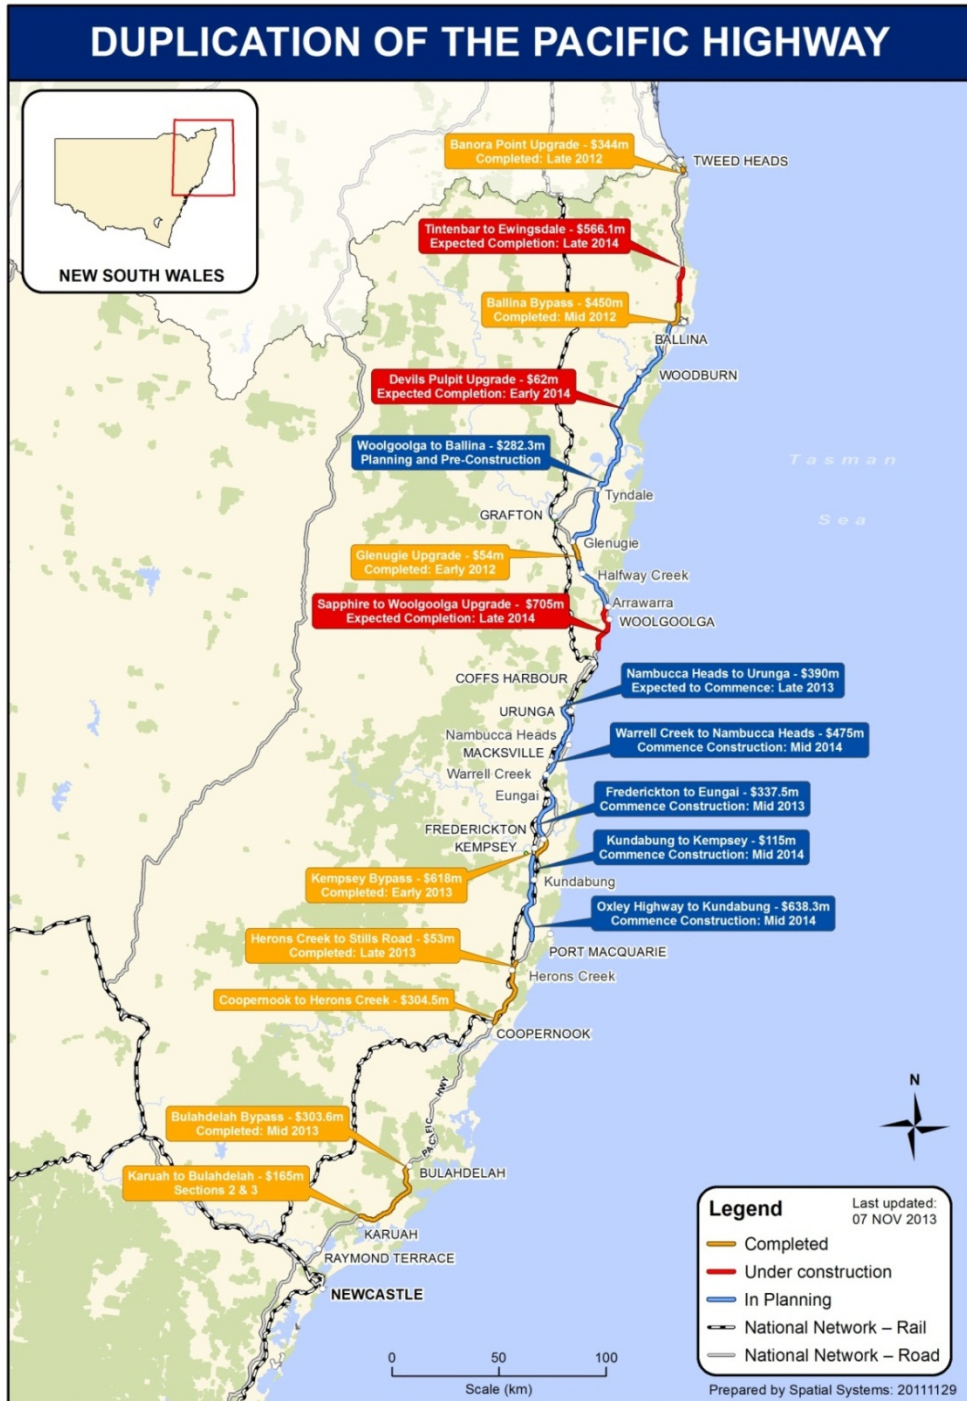 DUPLICATION OF THE PACIFIC HIGHWAY
NEW SOUTH WALES
Banora Point Upgrade - $344m
Completed: Late 2012
TWEED HEADS
Tintenbar to Ewingsdale - $566.1m
Expected Completion: Late 2014
Ballina Bypass - $450m
Completed: Mid 2012
BALLINA
WOODBURN
Devils Pulpit Upgrade - $62m
Expected Completion: Early 2014
Woolgoolga to Ballina - $282.3m
Planning and Pre-Construction
Tasman
Sea
Tyndale
GRAFTON
Glenugie
Glenugie Upgrade - $54m
Completed: Early 2012
Halfway Creek
Arrawarra
Sapphire to Woolgoolga Upgrade - $705m
Expected Completion: Late 2014
WOOLGOOLGA
COFFS HARBOUR
Nambucca Heads to Urunga - $390m
Expected to Commence: Late 2013
URUNGA
Nambucca Heads
Warrell Creek to Nambucca Heads - $475m
Commence Construction: Mid 2014
MACKSVILLE
Warrell Creek
Eungai
Frederickton to Eungai - $337.5m
Commence Construction: Mid 2013
FREDERICKTON
KEMPSEY
Kundabung to Kempsey - $115m
Commence Construction: Mid 2014
Kempsey Bypass - $618m
Completed: Early 2013
Kundabung
Oxley Highway to Kundabung - $638.3m
Commence Construction: Mid 2014
Herons Creek to Stills Road - $53m
Completed: Late 2013
PORT MACQUARIE
Herons Creek
Coopernook to Herons Creek - $304.5m
COOPERNOOK
PACIFIC HWY
Bulahdelah Bypass - $303.6m
Completed: Mid 2013
BULAHDELAH
Karuah to Bulahdelah - $165m
Sections 2 & 3
KARUAH
RAYMOND TERRACE
NEWCASTLE
N
Legend
Last updated:
07 NOV 2013
Completed
Under construction
In Planning
National Network – Rail
National Network – Road
0 50 100
Scale (km)
Prepared by Spatial Systems: 20111129